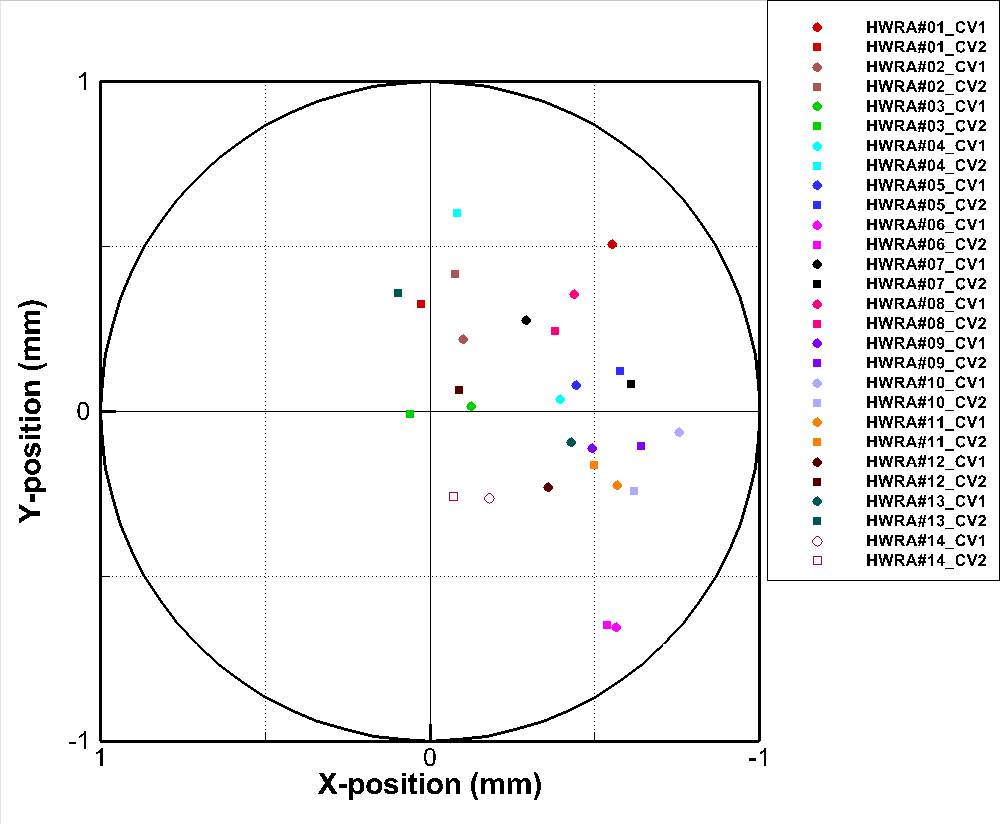 1
0
-1
Y-position (mm)
1
0
-1
X-position (mm)
HWRA#01_CV1
HWRA#01_CV2
HWRA#02_CV1
HWRA#02_CV2
HWRA#03_CV1
HWRA#03_CV2
HWRA#04_CV1
HWRA#04_CV2
HWRA#05_CV1
HWRA#05_CV2
HWRA#06_CV1
HWRA#06_CV2
HWRA#07_CV1
HWRA#07_CV2
HWRA#08_CV1
HWRA#08_CV2
HWRA#09_CV1
HWRA#09_CV2
HWRA#10_CV1
HWRA#10_CV2
HWRA#11_CV1
HWRA#11_CV2
HWRA#12_CV1
HWRA#12_CV2
HWRA#13_CV1
HWRA#13_CV2
HWRA#14_CV1
HWRA#14_CV2